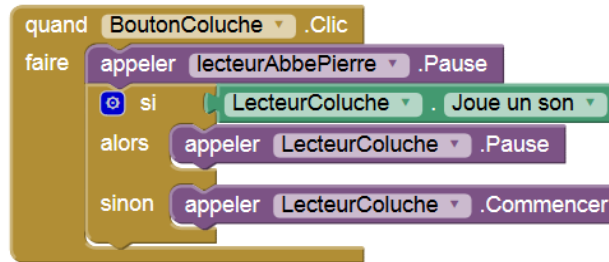 quand BoutonColuche .Clic
faire appeler lecteurAbbePierre .Pause
si LecteurColuche . Joue un son
alors appeler LecteurColuche .Pause
sinon appeler LecteurColuche .Commencer